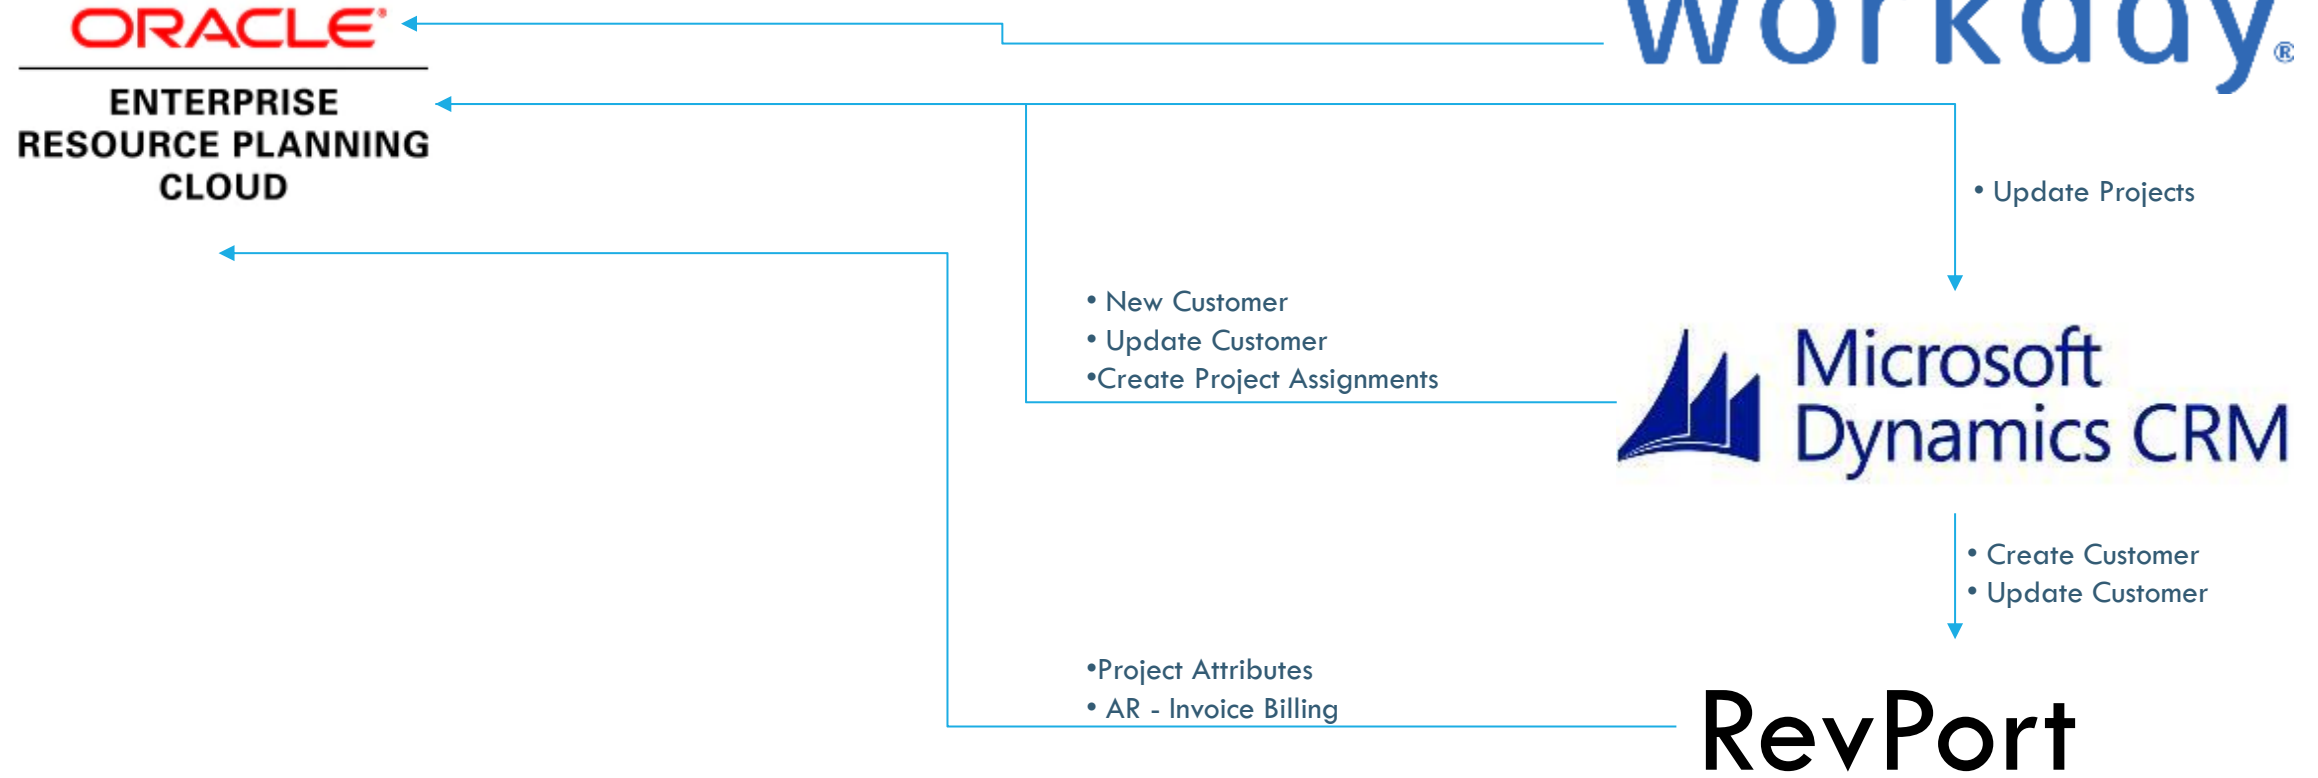 ORACLE®
workday®
ENTERPRISE
RESOURCE PLANNING
CLOUD
• Update Projects
• New Customer
• Update Customer
•Create Project Assignments
Microsoft
Dynamics CRM
• Create Customer
• Update Customer
•Project Attributes
• AR - Invoice Billing
RevPort